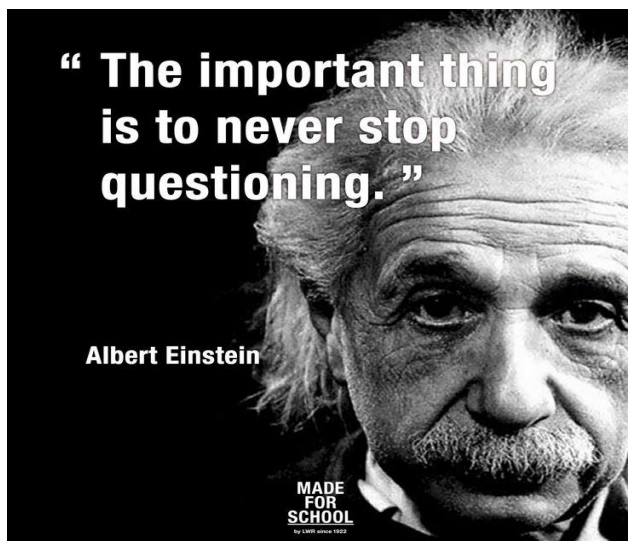 “ The important thing
is to never stop
questioning. ”
Albert Einstein
MADE
FOR
SCHOOL
by LWR since 1922